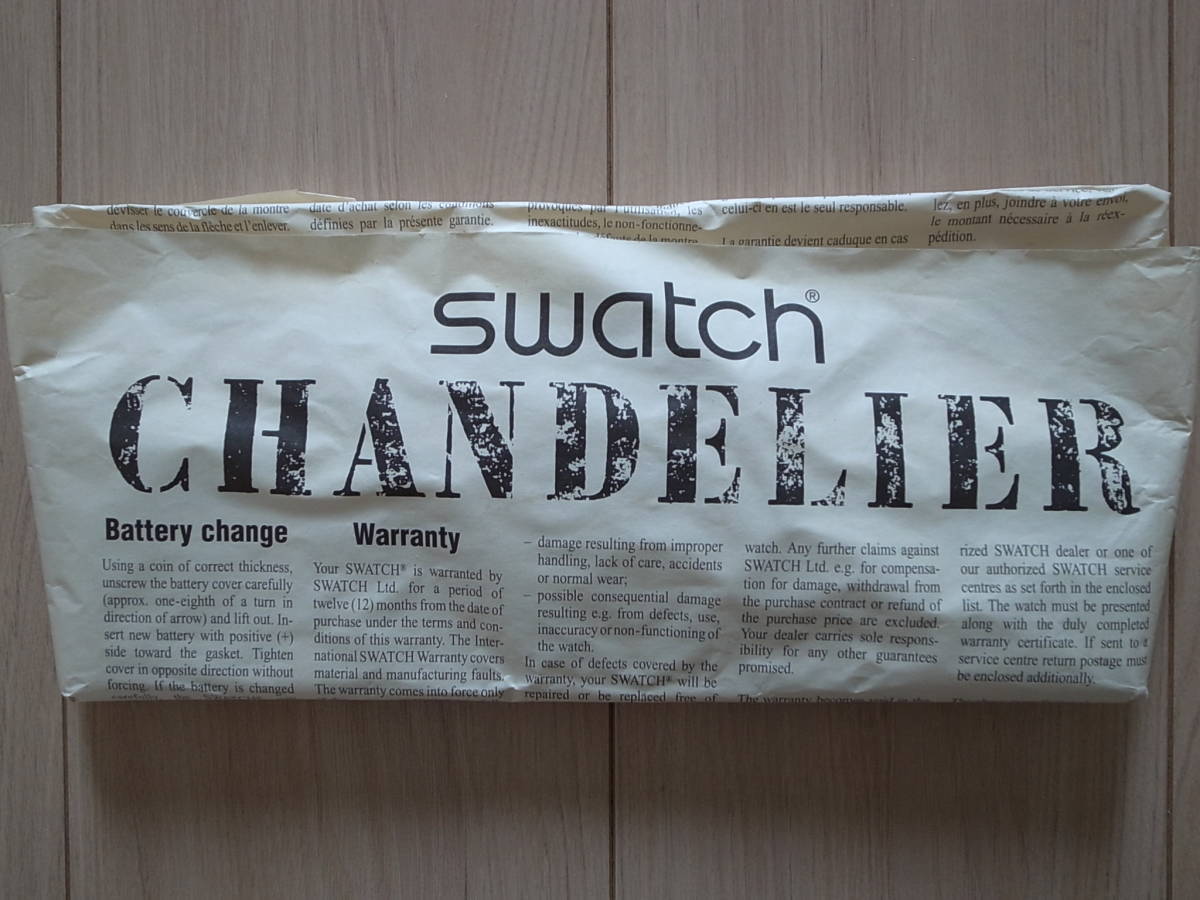 dévisser le couvercle de la montre
dans les sens de la flèche et l'enlever.
date d'achat selon les conditions
définies par la présente garantie.
provoqués par l'utilisation, les
inexactitudes, le non-fonctionne-
défauts de la montre
celui-ci en est le seul responsable.
La garantie devient caduque en cas
lez, en plus, joindre à votre envoi,
le montant nécessaire à la réex-
pédition.
swatch®
CHANDELIER
Battery change
Using a coin of correct thickness,
unscrew the battery cover carefully
(approx. one-eighth of a turn in
direction of arrow) and lift out. In-
sert new battery with positive (+)
side toward the gasket. Tighten
cover in opposite direction without
forcing. If the battery is changed
Warranty
Your SWATCH® is warranted by
SWATCH Ltd. for a period of
twelve (12) months from the date of
purchase under the terms and con-
ditions of this warranty. The Inter-
national SWATCH Warranty covers
material and manufacturing faults.
The warranty comes into force only
– damage resulting from improper
handling, lack of care, accidents
or normal wear;
– possible consequential damage
resulting e.g. from defects, use,
inaccuracy or non-functioning of
the watch.
In case of defects covered by the
warranty, your SWATCH® will be
repaired or be replaced free of
watch. Any further claims against
SWATCH Ltd. e.g. for compensa-
tion for damage, withdrawal from
the purchase contract or refund of
the purchase price are excluded.
Your dealer carries sole respons-
ibility for any other guarantees
promised.
The warranty becomes
rized SWATCH dealer or one of
our authorized SWATCH service
centres as set forth in the enclosed
list. The watch must be presented
along with the duly completed
warranty certificate. If sent to a
service centre return postage must
be enclosed additionally.